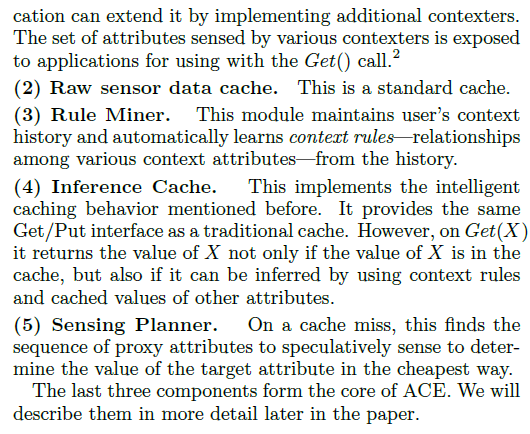 cation can extend it by implementing additional contexters.
The set of attributes sensed by various contexters is exposed
to applications for using with the Get() call.2
(2) Raw sensor data cache. This is a standard cache.
(3) Rule Miner. This module maintains user's context
history and automatically learns context rules—relationships
among various context attributes—from the history.
(4) Inference Cache. This implements the intelligent
caching behavior mentioned before. It provides the same
Get/Put interface as a traditional cache. However, on Get(X)
it returns the value of X not only if the value of X is in the
cache, but also if it can be inferred by using context rules
and cached values of other attributes.
(5) Sensing Planner. On a cache miss, this finds the
sequence of proxy attributes to speculatively sense to deter-
mine the value of the target attribute in the cheapest way.
The last three components form the core of ACE. We will
describe them in more detail later in the paper.